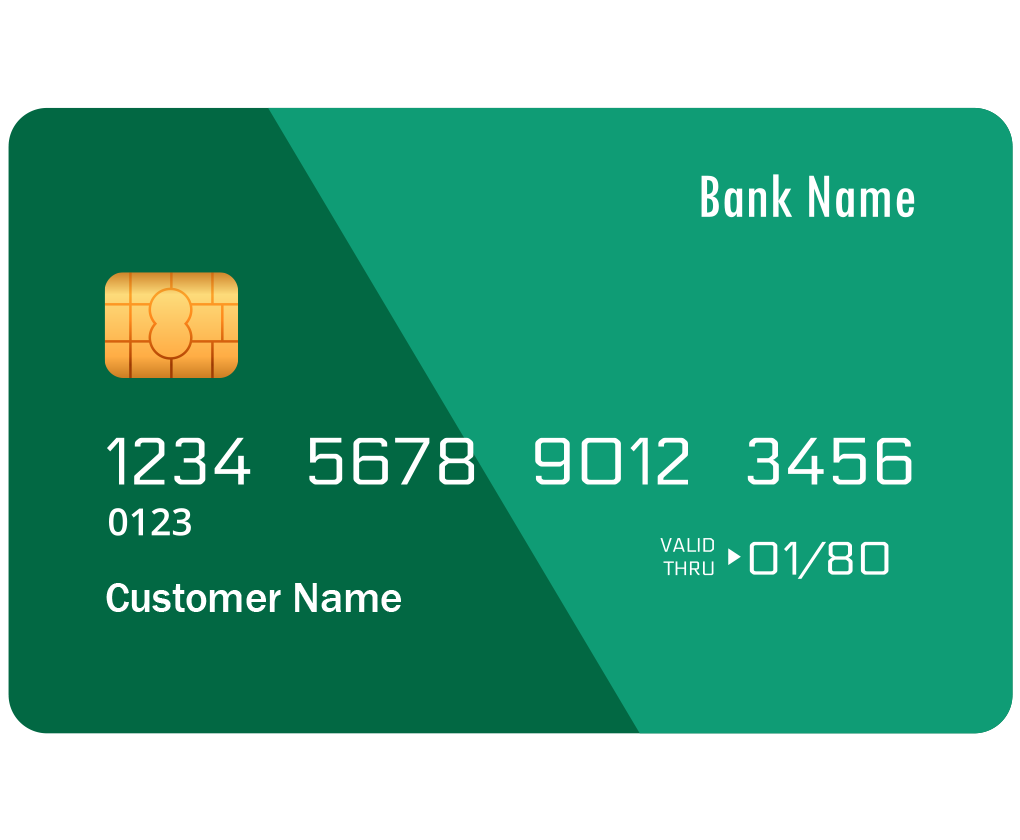 Bank Name
1234 5678 9012 3456
0123
VALID
THRU
01/80
Customer Name